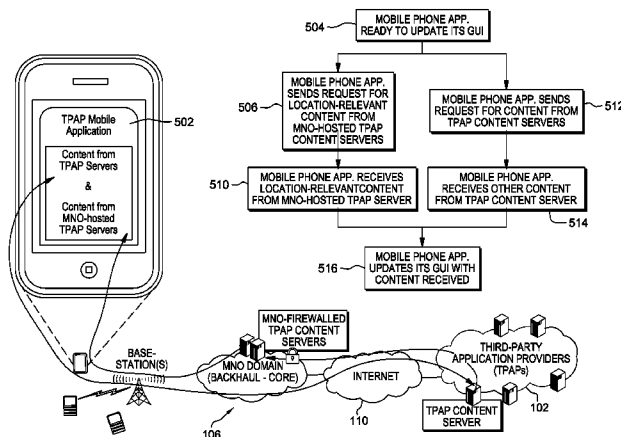 TPAP Mobile
Application
502
Content from
TPAP Servers
&
Content from
MNO-hosted
TPAP Servers
504
MOBILE PHONE APP.
READY TO UPDATE ITS GUI
506
MOBILE PHONE APP.
SENDS REQUEST FOR
LOCATION-RELEVANT
CONTENT FROM
MNO-HOSTED TPAP
CONTENT SERVERS
MOBILE PHONE APP. SENDS
REQUEST FOR CONTENT FROM
TPAP CONTENT SERVERS
512
510
MOBILE PHONE APP. RECEIVES
LOCATION-RELEVANTCONTENT
FROM MNO-HOSTED TPAP SERVER
MOBILE PHONE APP.
RECEIVES OTHER CONTENT
FROM TPAP CONTENT SERVER
514
516
MOBILE PHONE APP.
UPDATES ITS GUI WITH
CONTENT RECEIVED
BASE-
STATION(S)
MNO-FIREWALLED
TPAP CONTENT
SERVERS
MNO DOMAIN
(BACKHAUL - CORE)
106
INTERNET
110
THIRD-PARTY
APPLICATION PROVIDERS
(TPAPs)
TPAP CONTENT
SERVER
102